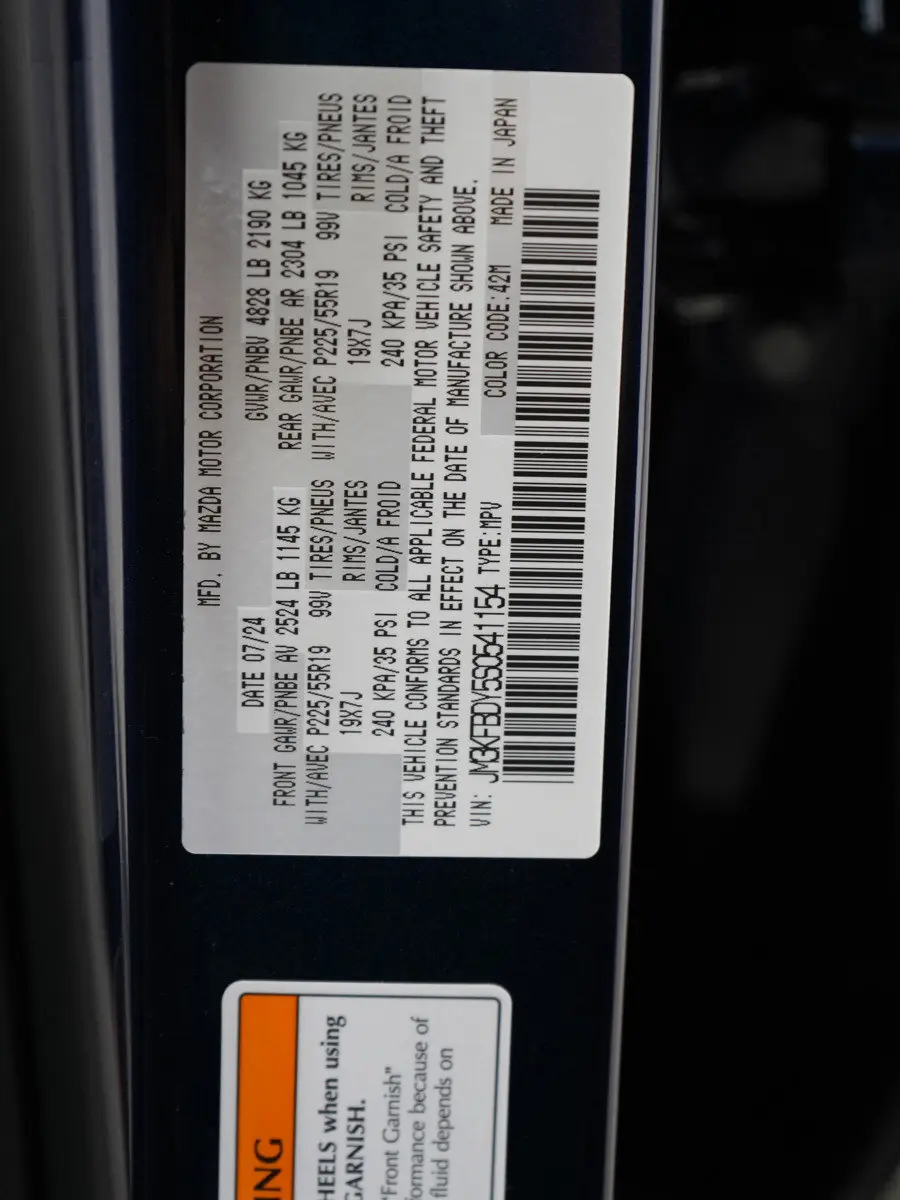 MFD. BY MAZDA MOTOR CORPORATION
DATE 07/24 GVWR/PNBV 4828 LB 2190 KG
FRONT GAWR/PNBE AV 2524 LB 1145 KG REAR GAWR/PNBE AR 2304 LB 1045 KG
WITH/AVEC P225/55R19 99V TIRES/PNEUS WITH/AVEC P225/55R19 99V TIRES/PNEUS
19X7J RIMS/JANTES 19X7J RIMS/JANTES
240 KPA/35 PSI COLD/A FROID 240 KPA/35 PSI COLD/A FROID
THIS VEHICLE CONFORMS TO ALL APPLICABLE FEDERAL MOTOR VEHICLE SAFETY AND THEFT
PREVENTION STANDARDS IN EFFECT ON THE DATE OF MANUFACTURE SHOWN ABOVE.
VIN: JM3KFBDY5S0541154 TYPE:MPV COLOR CODE:42M MADE IN JAPAN
when using
GARNISH.
"Front Garnish"
because of
fluid depends on